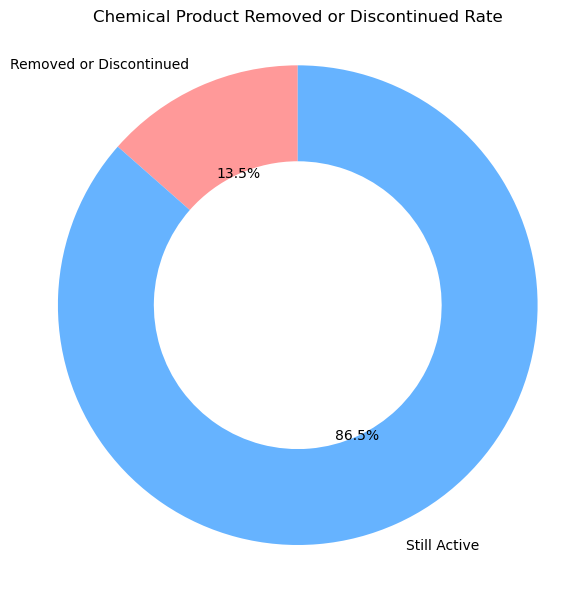 Chemical Product Removed or Discontinued Rate
Removed or Discontinued
13.5%
86.5%
Still Active